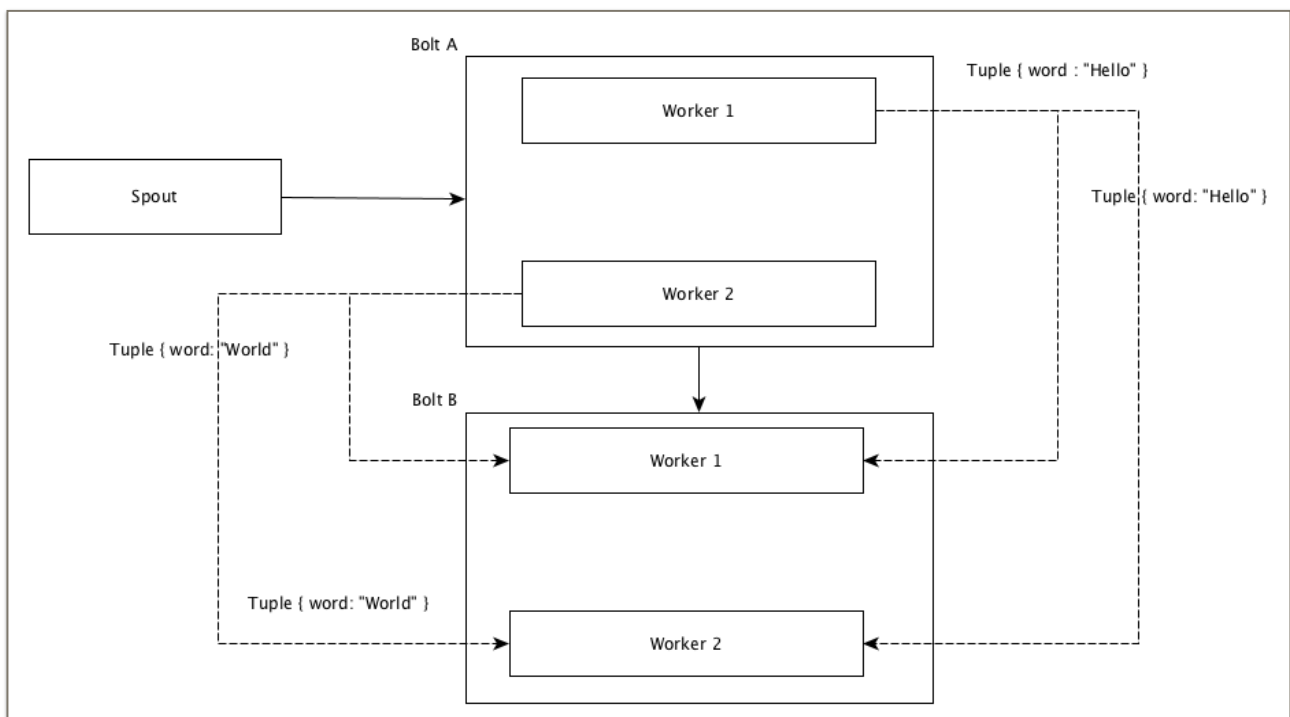 Bolt A
Tuple { word : "Hello" }
Worker 1
Spout
Tuple { word: "Hello" }
Worker 2
Tuple { word: "World" }
Bolt B
Worker 1
Tuple { word: "World" }
Worker 2